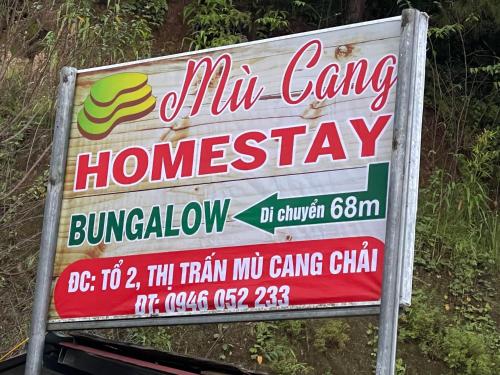 Mù Cang
HOMESTAY
BUNGALOW Di chuyển 68m
ĐC: TỔ 2, THỊ TRẤN MÙ CANG CHẢI
ĐT: 0946 052 233